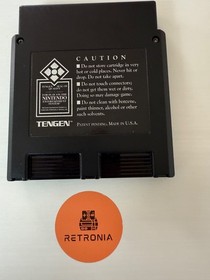 CAUTION
■ Do not store cartridge in very
hot or cold places. Never hit or
drop. Do not take apart.
■ Do not touch connectors;
do not get them wet or dirty.
Doing so may damage game.
■ Do not clean with benzene,
paint thinner, alcohol or other
such solvents.
NINTENDO
TENGEN
PATENT PENDING. MADE IN U.S.A.
RETRONIA